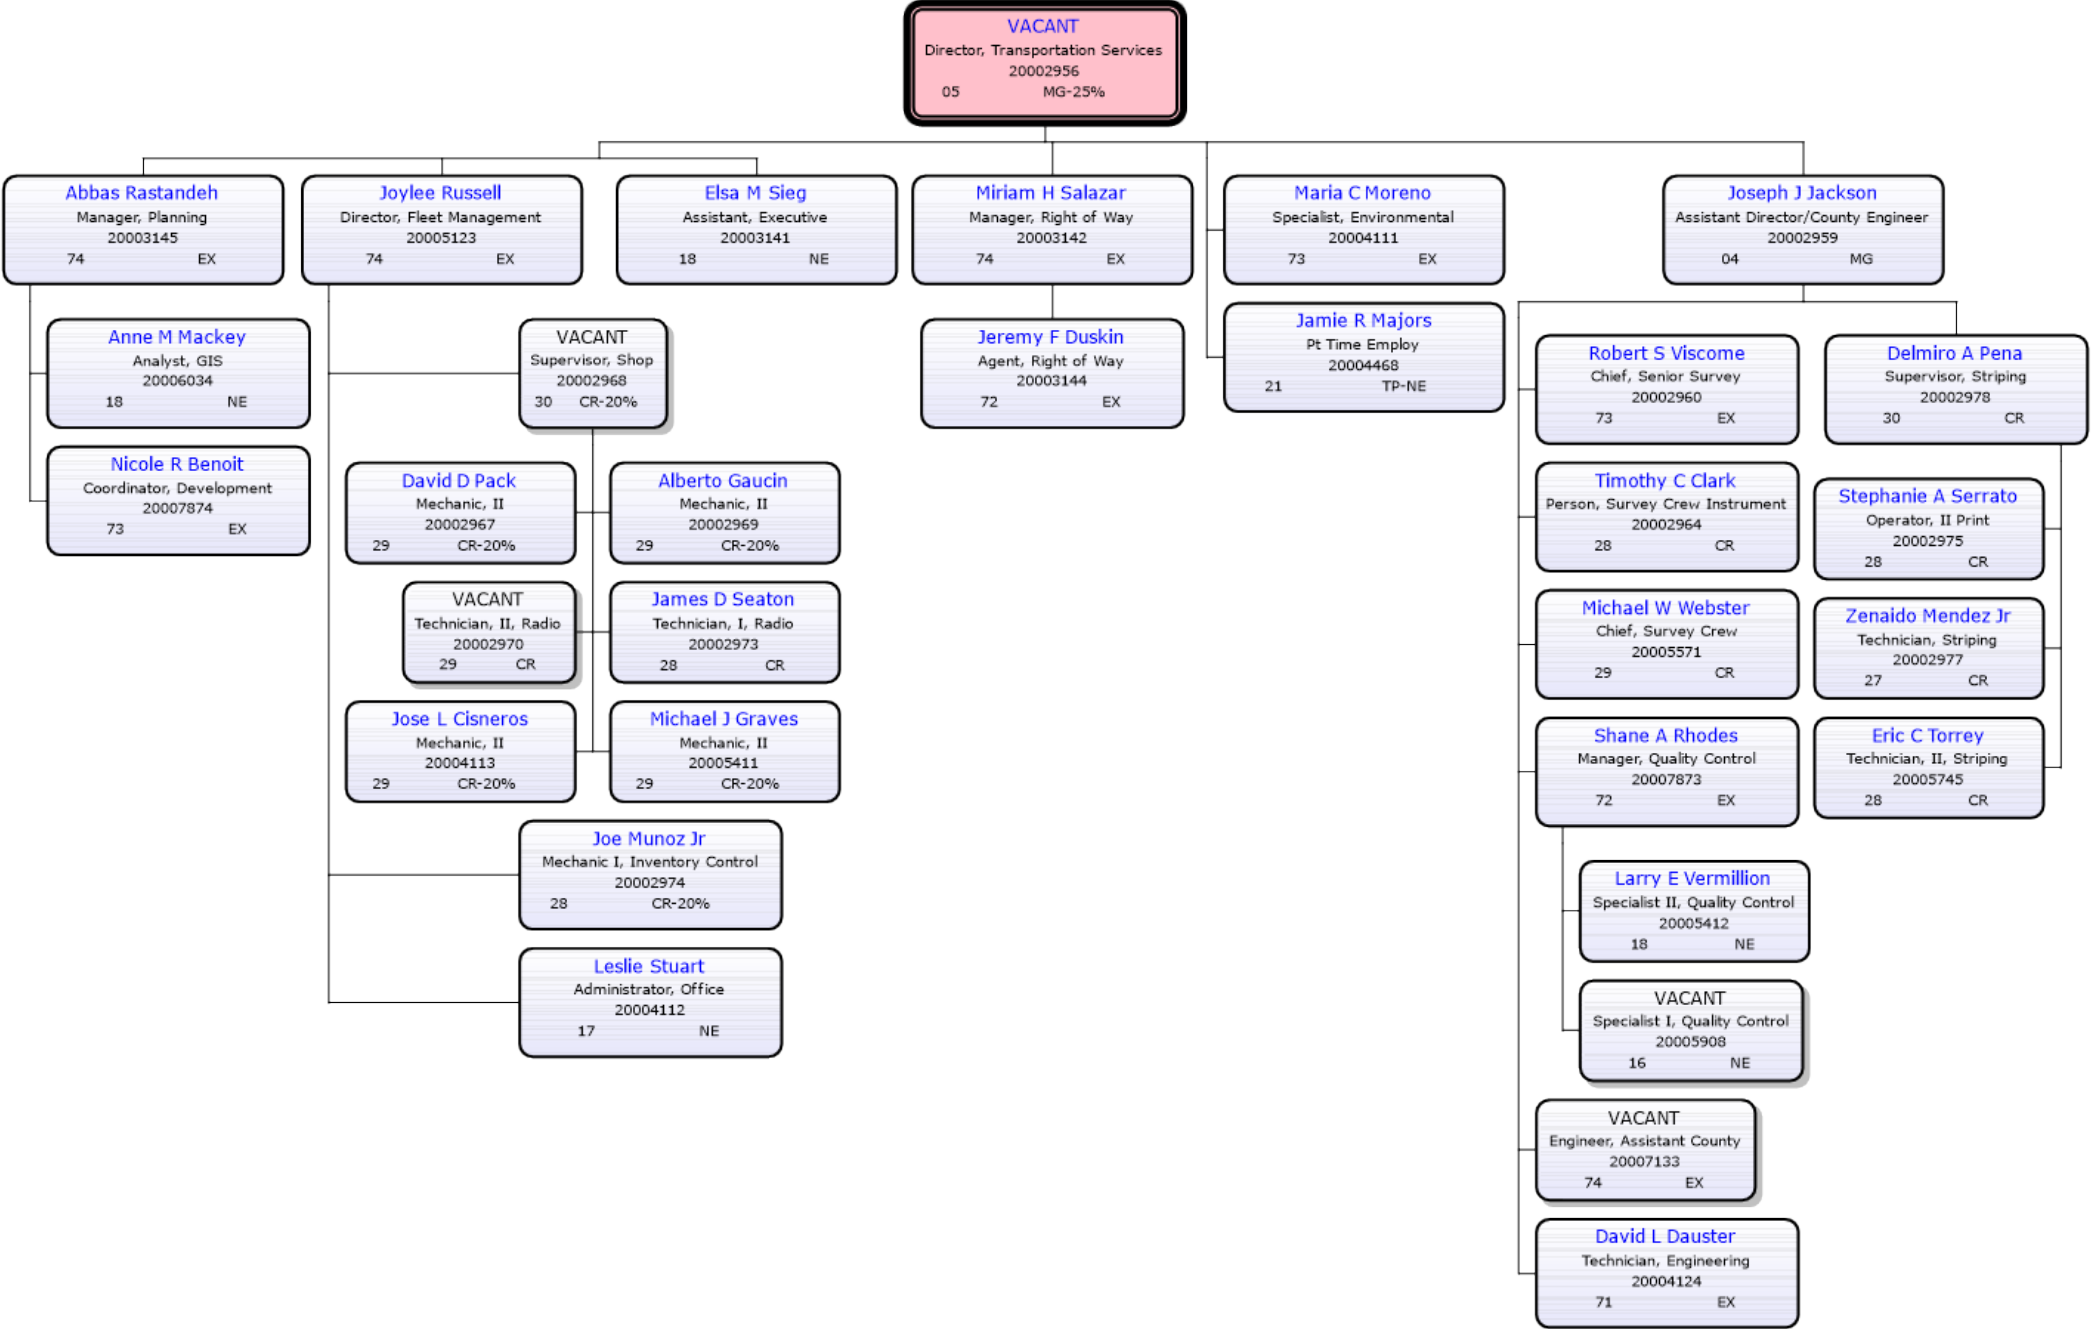 VACANT
Director, Transportation Services
20002956
05 MG-25%
Abbas Rastandeh
Manager, Planning
20003145
74 EX
Joylee Russell
Director, Fleet Management
20005123
74 EX
Elsa M Sieg
Assistant, Executive
20003141
18 NE
Miriam H Salazar
Manager, Right of Way
20003142
74 EX
Maria C Moreno
Specialist, Environmental
20004111
73 EX
Joseph J Jackson
Assistant Director/County Engineer
20002959
04 MG
Anne M Mackey
Analyst, GIS
20006034
18 NE
Nicole R Benoit
Coordinator, Development
20007874
73 EX
VACANT
Supervisor, Shop
20002968
30 CR-20%
David D Pack
Mechanic, II
20002967
29 CR-20%
Alberto Gaucin
Mechanic, II
20002969
29 CR-20%
VACANT
Technician, II, Radio
20002970
29 CR
James D Seaton
Technician, I, Radio
20002973
28 CR
Jose L Cisneros
Mechanic, II
20004113
29 CR-20%
Michael J Graves
Mechanic, II
20005411
29 CR-20%
Joe Munoz Jr
Mechanic I, Inventory Control
20002974
28 CR-20%
Leslie Stuart
Administrator, Office
20004112
17 NE
Jeremy F Duskin
Agent, Right of Way
20003144
72 EX
Jamie R Majors
Pt Time Employ
20004468
21 TP-NE
Robert S Viscome
Chief, Senior Survey
20002960
73 EX
Timothy C Clark
Person, Survey Crew Instrument
20002964
28 CR
Michael W Webster
Chief, Survey Crew
20005571
29 CR
Shane A Rhodes
Manager, Quality Control
20007873
72 EX
Larry E Vermillion
Specialist II, Quality Control
20005412
18 NE
VACANT
Specialist I, Quality Control
20005908
16 NE
VACANT
Engineer, Assistant County
20007133
74 EX
David L Dauster
Technician, Engineering
20004124
71 EX
Delmiro A Pena
Supervisor, Striping
20002978
30 CR
Stephanie A Serrato
Operator, II Print
20002975
28 CR
Zenaido Mendez Jr
Technician, Striping
20002977
27 CR
Eric C Torrey
Technician, II, Striping
20005745
28 CR